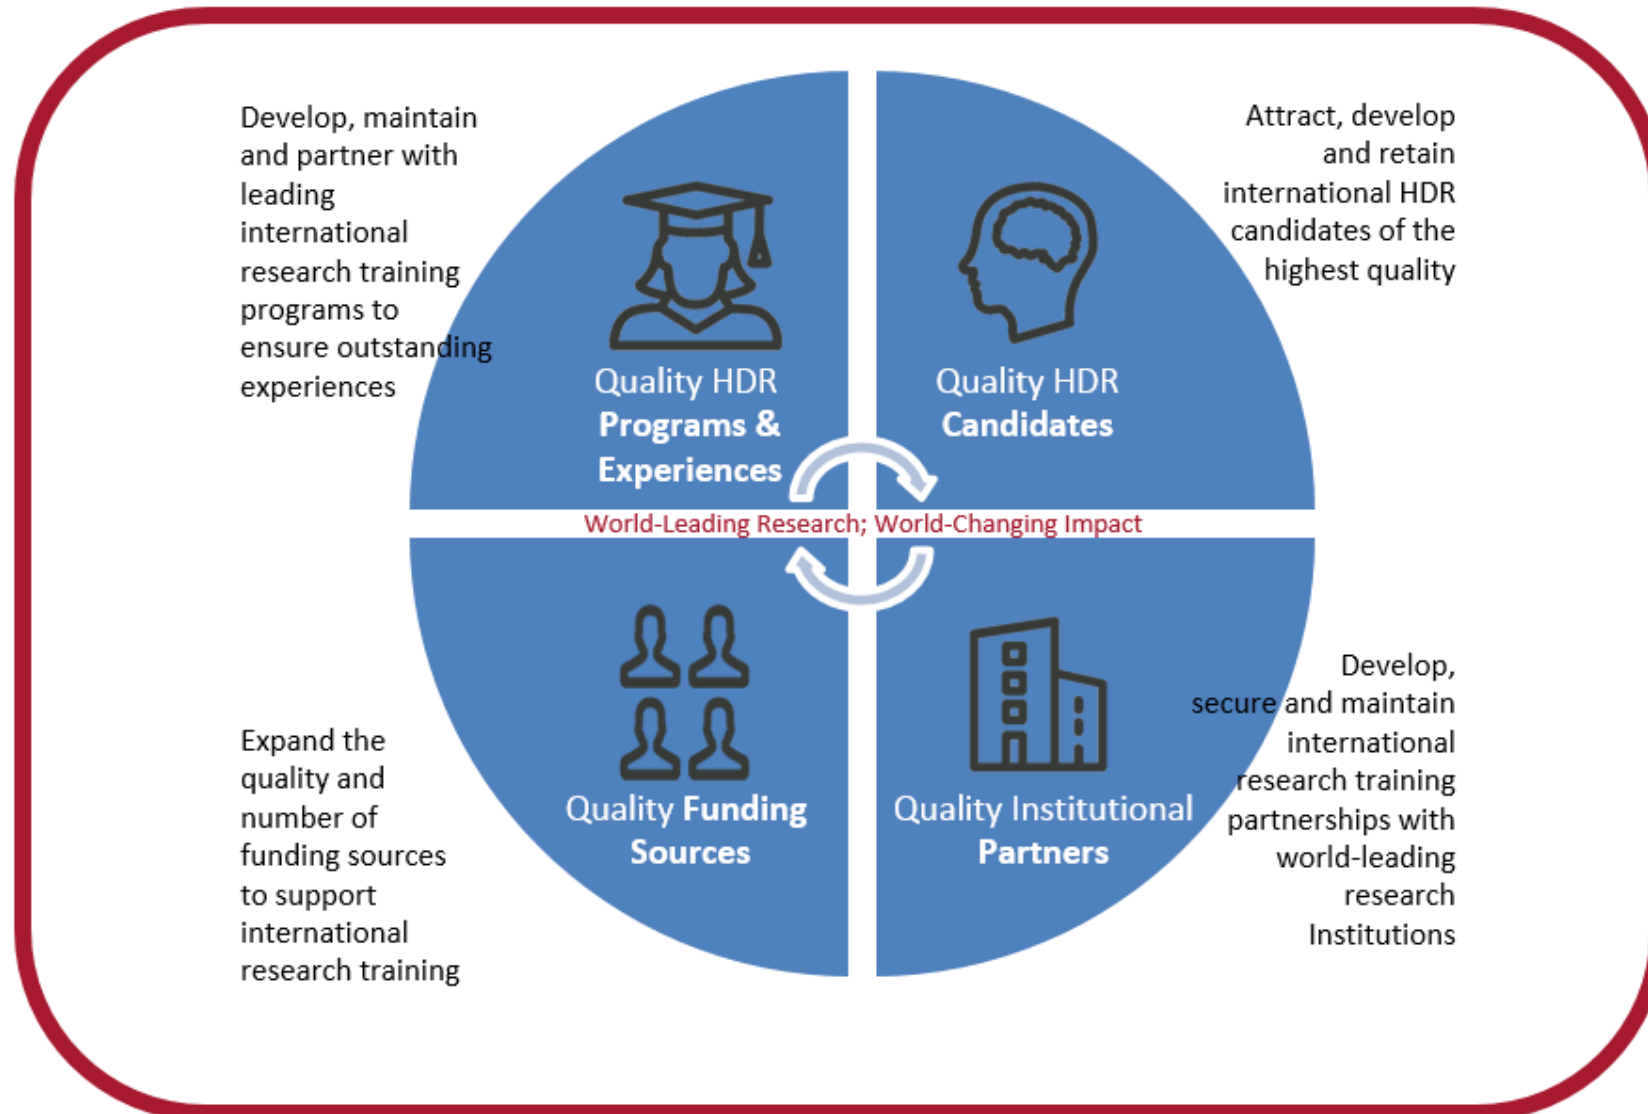 Develop, maintain
and partner with
leading
international
research training
programs to
ensure outstanding
experiences
Quality HDR
Programs &
Experiences
Quality HDR
Candidates
Attract, develop
and retain
international HDR
candidates of the
highest quality
World-Leading Research; World-Changing Impact
Expand the
quality and
number of
funding sources
to support
international
research training
Quality Funding
Sources
Quality Institutional
Partners
Develop,
secure and maintain
international
research training
partnerships with
world-leading
research
Institutions